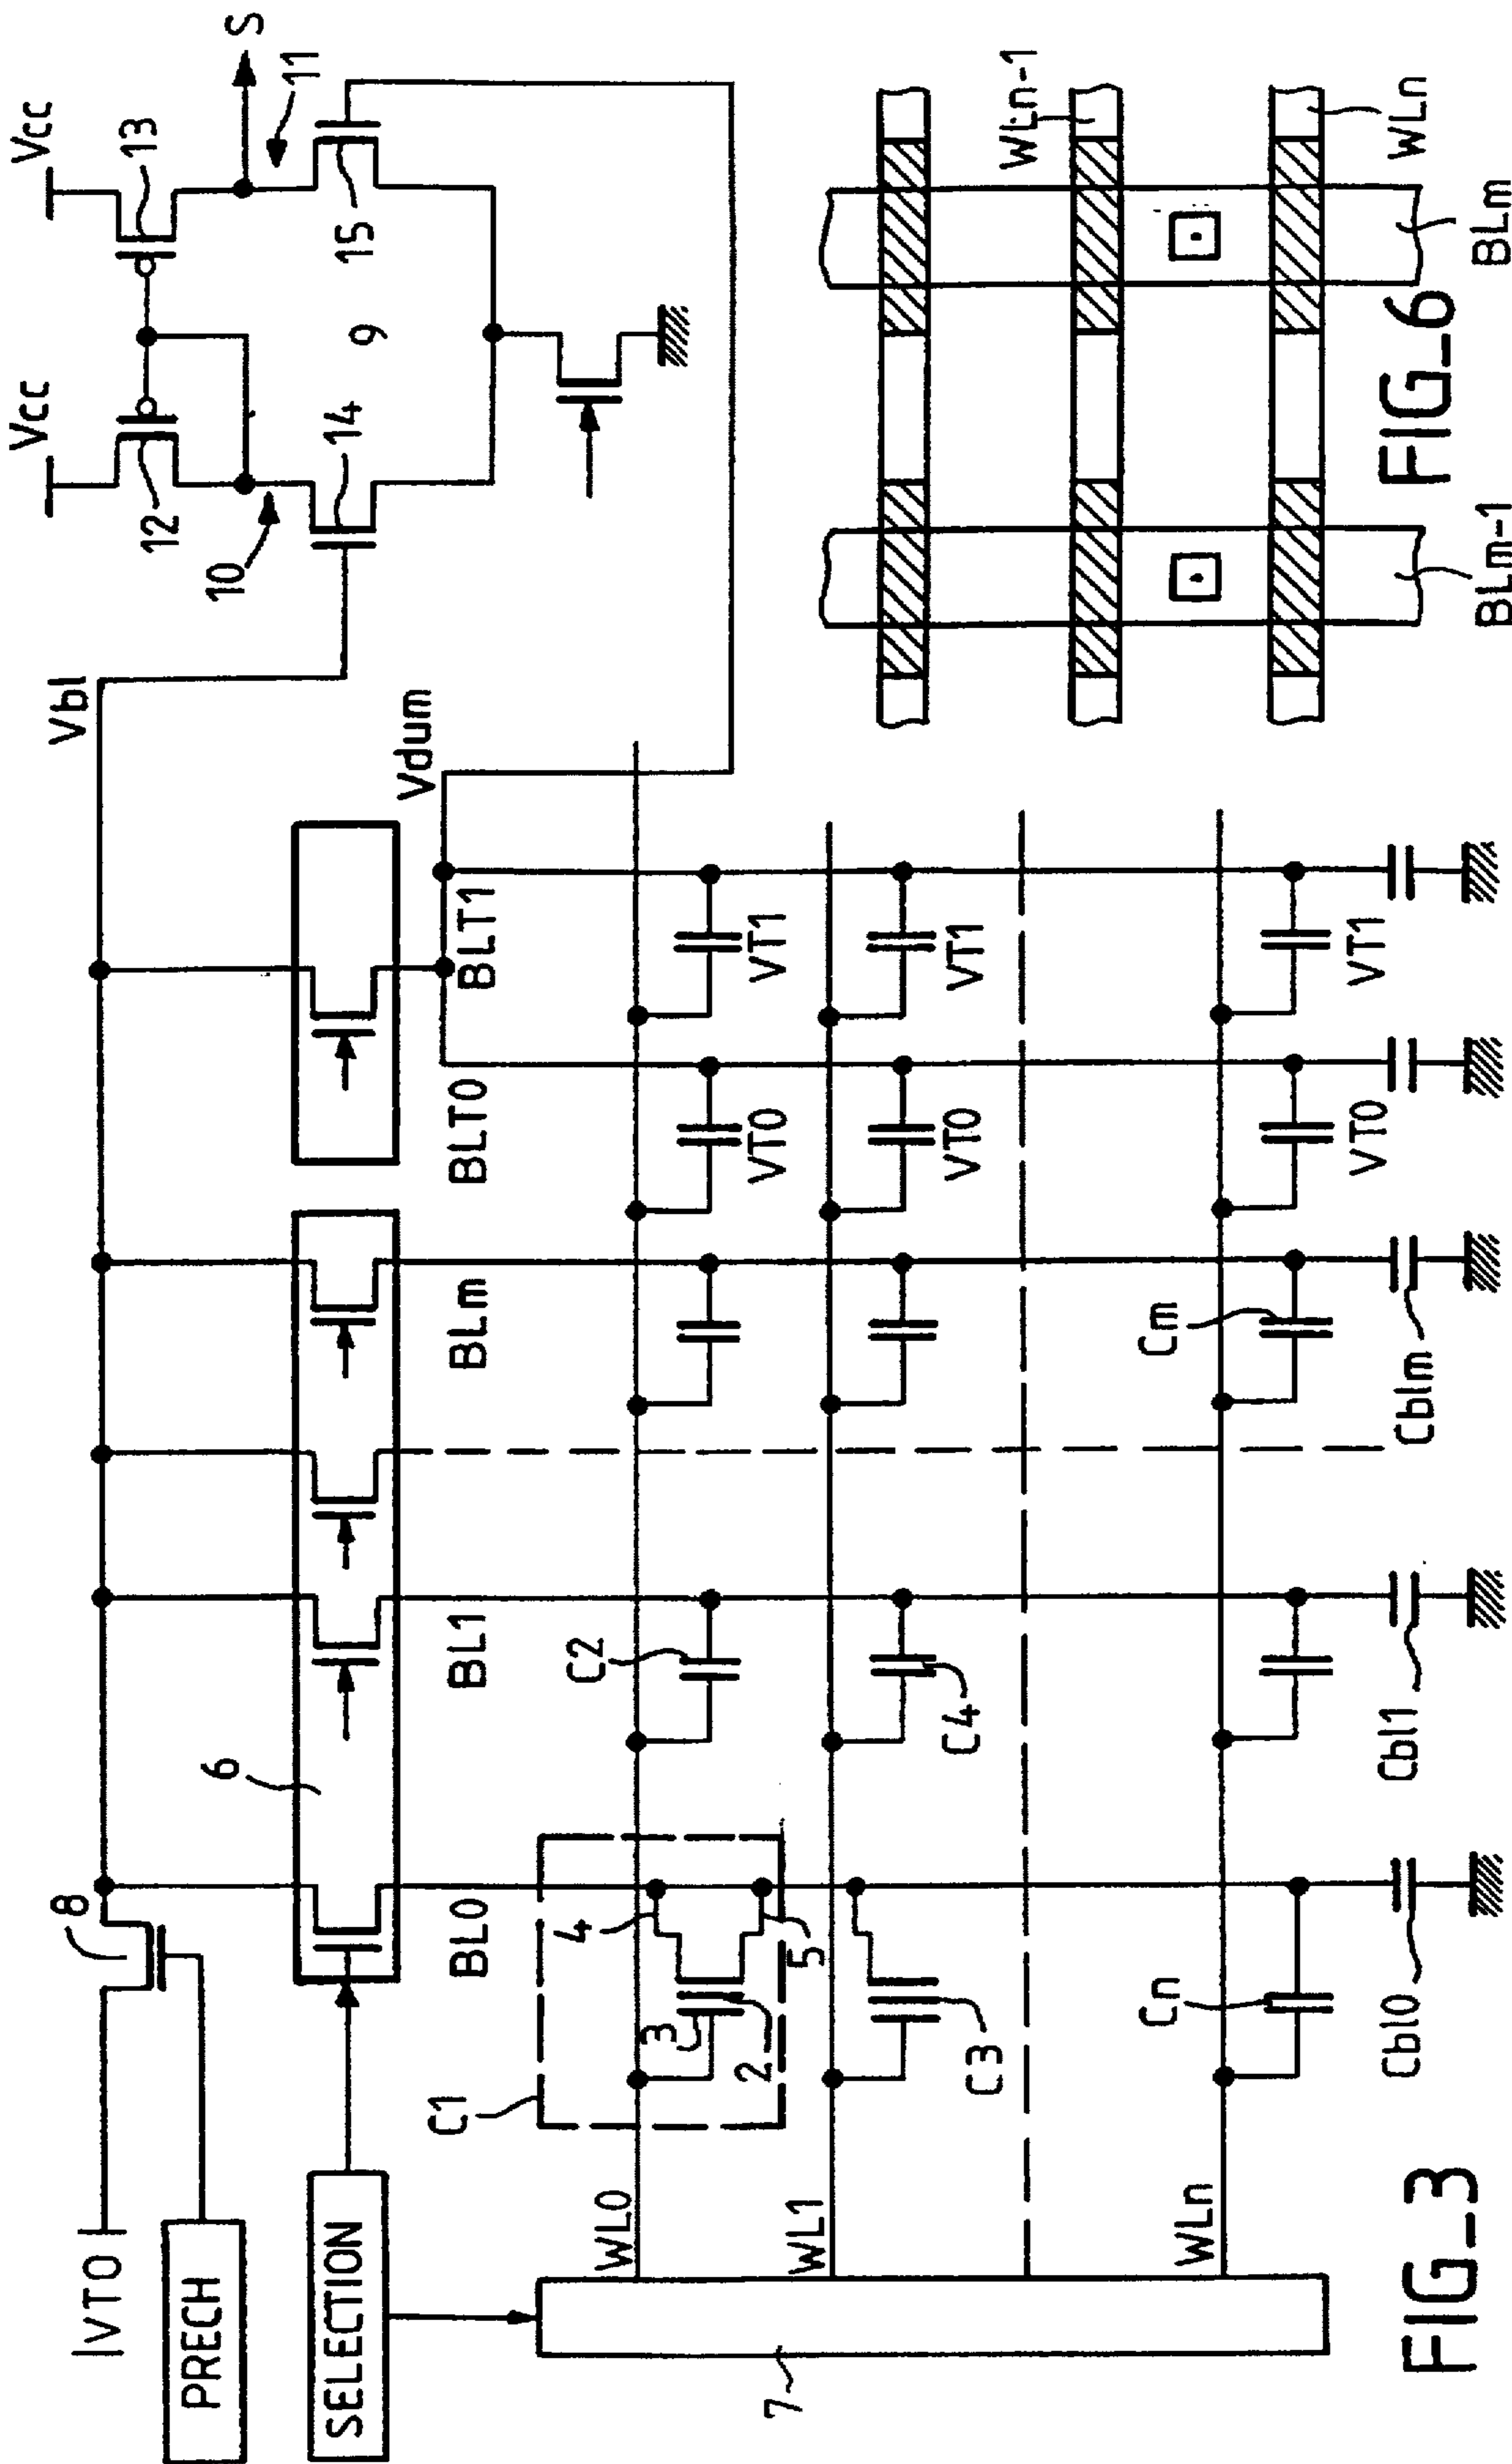 |VTO|
PRECH
8
SELECTION
6
7
Vbl
BL0
BL1
BLm
BLT0
BLT1
Vdum
WL0
WL1
WLn
C1
3
4
2
5
C2
C3
C4
Cn
Cm
VT0
VT1
VT0
VT1
VT0
VT1
Cbl0
Cbl1
Cblm
FIG_3
Vcc
Vcc
12
13
S
10
11
14
9
15
WLn-1
WLn
BLm-1
BLm
FIG_6